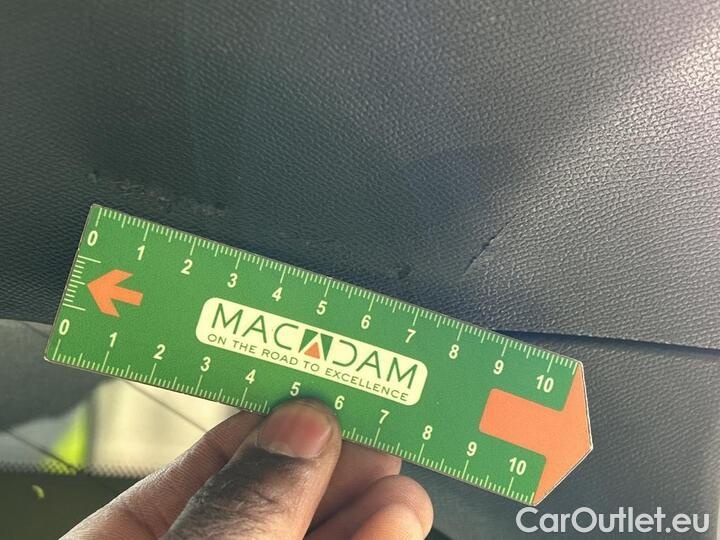 0 1 2 3 4 5 6 7 8 9 10
MACADAM
ON THE ROAD TO EXCELLENCE
0 1 2 3 4 5 6 7 8 9 10
CarOutlet.eu